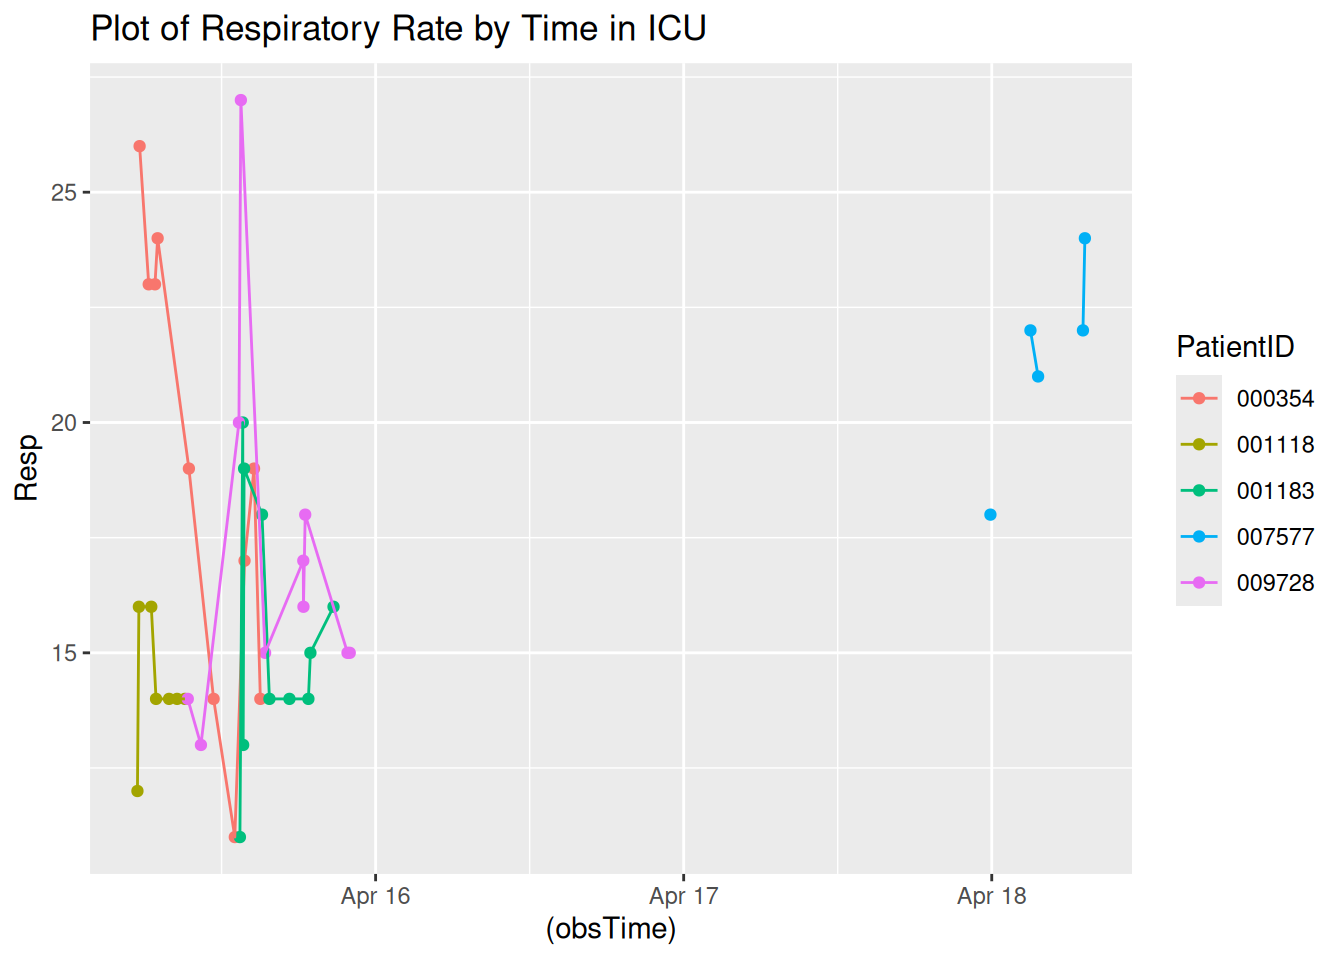 Plot of Respiratory Rate by Time in ICU
Resp
25
20
15
Apr 16
Apr 17
Apr 18
(obsTime)
PatientID
000354
001118
001183
007577
009728